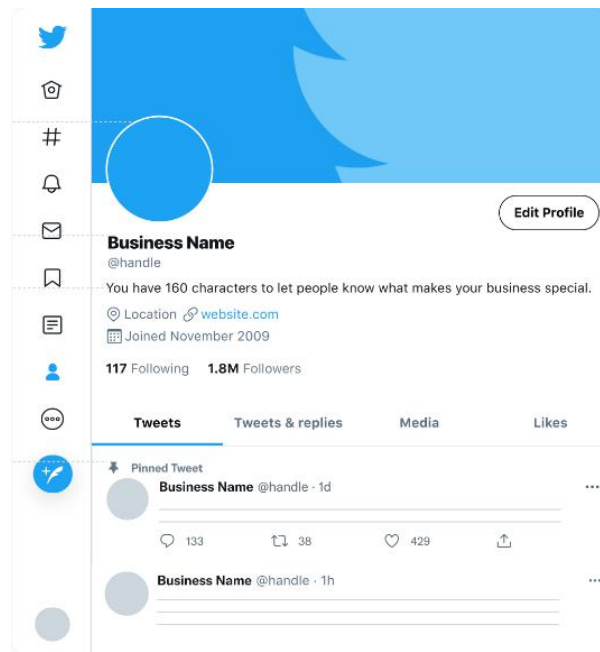 Edit Profile
Business Name
@handle
You have 160 characters to let people know what makes your business special.
Location website.com
Joined November 2009
117 Following 1.8M Followers
Tweets Tweets & replies Media Likes
Pinned Tweet
Business Name @handle · 1d
133 38 429
Business Name @handle · 1h